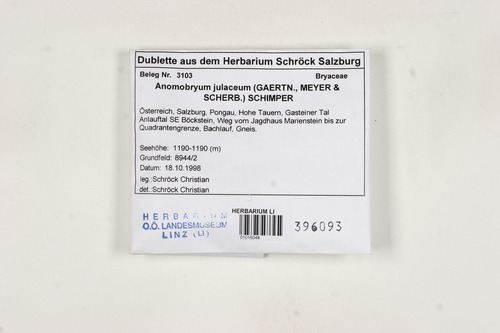 Dublette aus dem Herbarium Schröck Salzburg
Beleg Nr. 3103 Bryaceae
Anomobryum julaceum (GAERTN., MEYER &
SCHERB.) SCHIMPER
Österreich, Salzburg, Pongau, Hohe Tauern, Gasteiner Tal
Anlauftal SE Böckstein, Weg vom Jagdhaus Marienstein bis zur
Quadrantengrenze, Bachlauf, Gneis.
Seehöhe: 1190-1190 (m)
Grundfeld: 8944/2
Datum: 18.10.1998
leg.:Schröck Christian
det.:Schröck Christian
HERBARIUM
O.Ö. LANDESMUSEUM
LINZ (LI)
HERBARIUM LI
01016048
396093